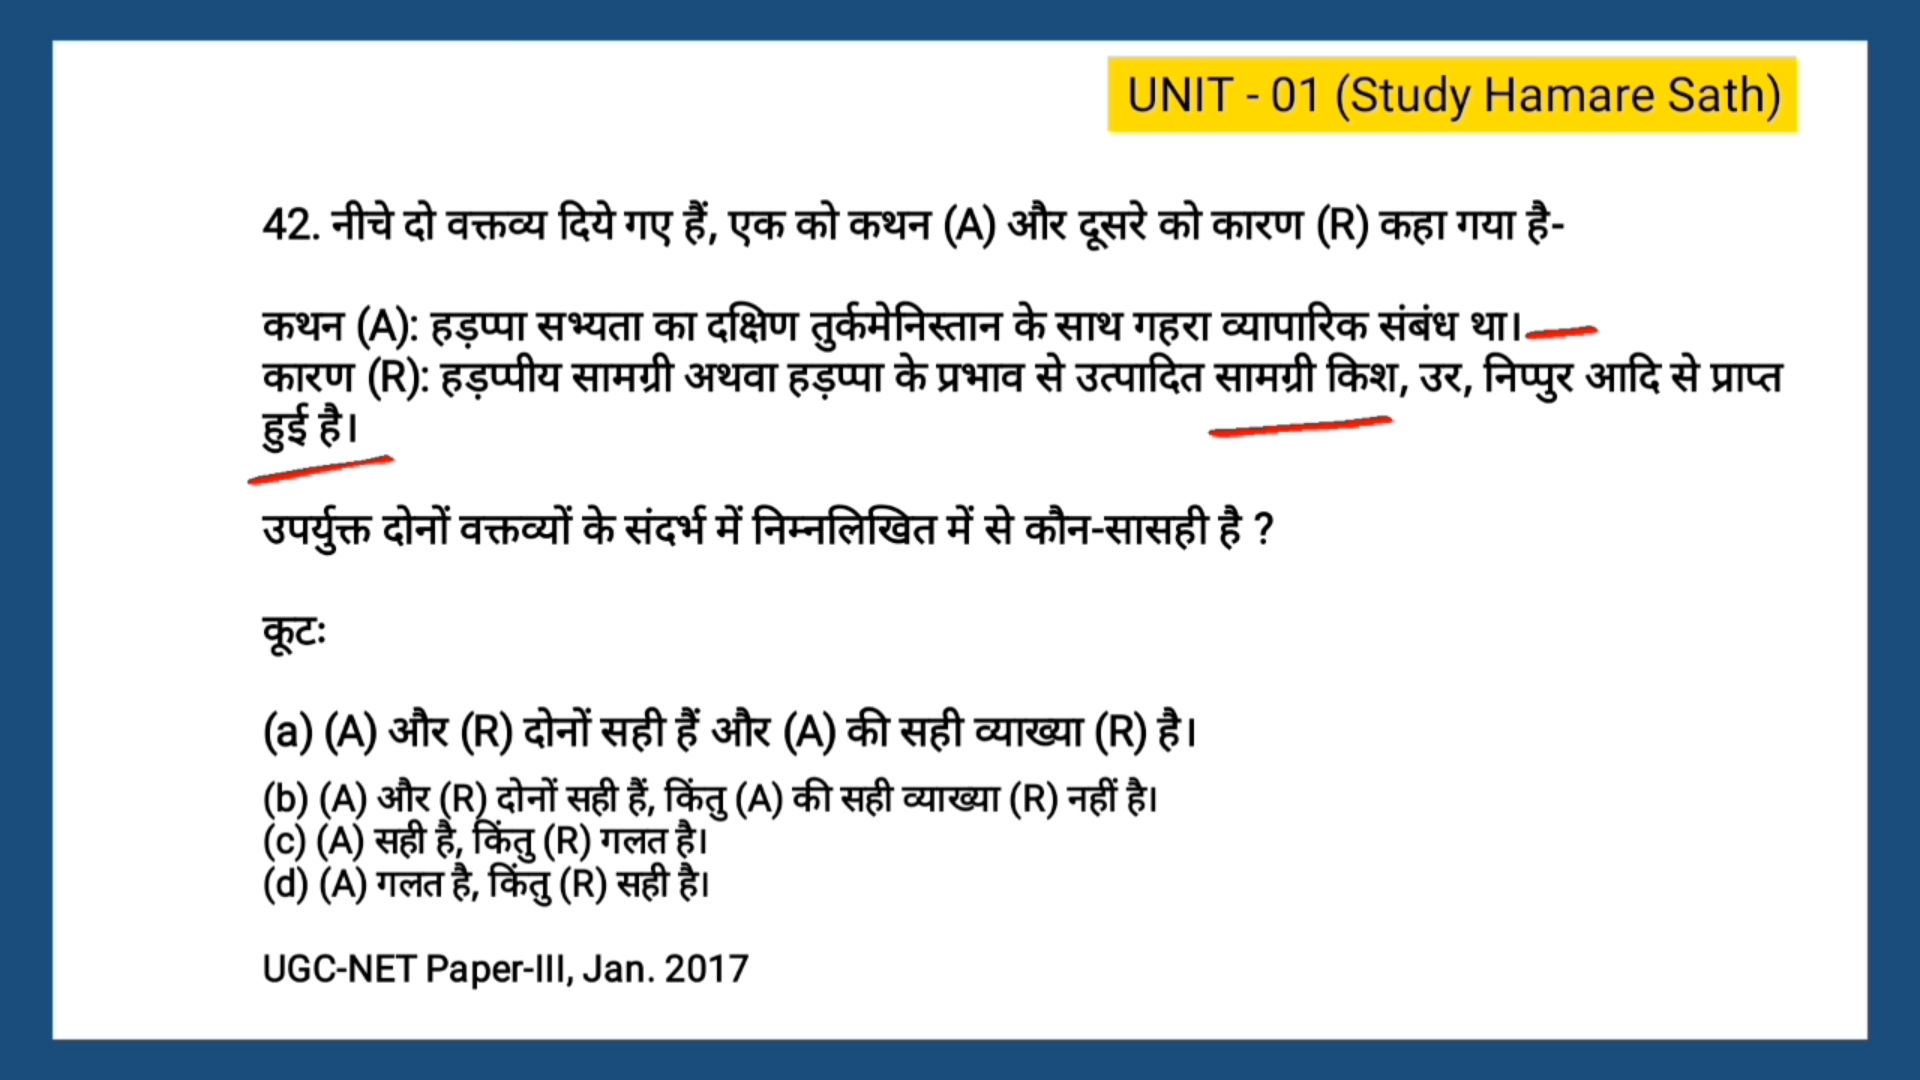 UNIT - 01 (Study Hamare Sath)
42. नीचे दो वक्तव्य दिये गए हैं, एक को कथन (A) और दूसरे को कारण (R) कहा गया है-
कथन (A): हड़प्पा सभ्यता का दक्षिण तुर्कमेनिस्तान के साथ गहरा व्यापारिक संबंध था।
कारण (R): हड़प्पीय सामग्री अथवा हड़प्पा के प्रभाव से उत्पादित सामग्री किश, उर, निप्पुर आदि से प्राप्त
हुई है।
उपर्युक्त दोनों वक्तव्यों के संदर्भ में निम्नलिखित में से कौन-सासही है ?
कूटः
(a) (A) और (R) दोनों सही हैं और (A) की सही व्याख्या (R) है।
(b) (A) और (R) दोनों सही हैं, किंतु (A) की सही व्याख्या (R) नहीं है।
(c) (A) सही है, किंतु (R) गलत है।
(d) (A) गलत है, किंतु (R) सही है।
UGC-NET Paper-III, Jan. 2017